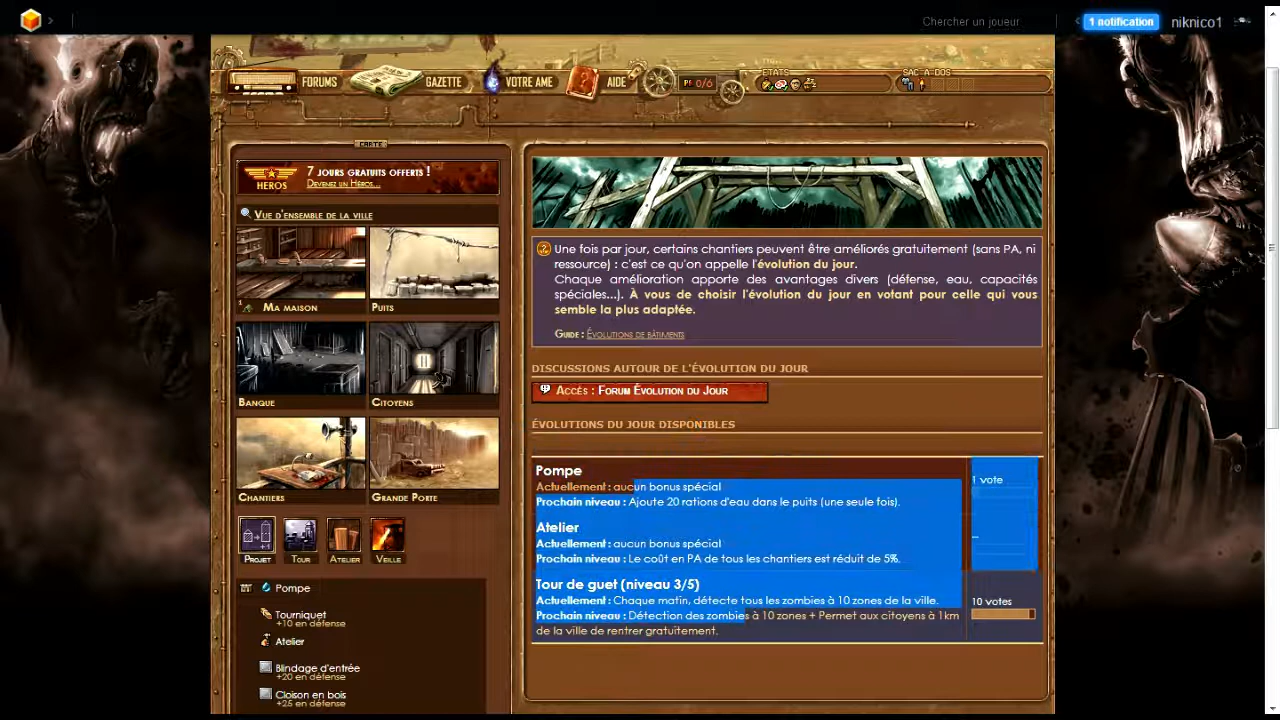 Chercher un joueur
1 notification
niknico1
FORUMS
GAZETTE
VOTRE AME
AIDE
0/6
ETATS
SAC A DOS
CARTE
HEROS
7 JOURS GRATUITS OFFERTS !
DEVENEZ UN HÉROS...
VUE D'ENSEMBLE DE LA VILLE
MA MAISON
PUITS
BANQUE
CITOYENS
CHANTIERS
GRANDE PORTE
PROJET
TOUR
ATELIER
VEILLE
Pompe
Tourniquet
+10 en défense
Atelier
Blindage d'entrée
+20 en défense
Cloison en bois
+25 en défense
Une fois par jour, certains chantiers peuvent être améliorés gratuitement (sans PA, ni
ressource) : c'est ce qu'on appelle l'évolution du jour.
Chaque amélioration apporte des avantages divers (défense, eau, capacités
spéciales...). À vous de choisir l'évolution du jour en votant pour celle qui vous
semble la plus adaptée.
GUIDE : ÉVOLUTIONS DE BÂTIMENTS
DISCUSSIONS AUTOUR DE L'ÉVOLUTION DU JOUR
ACCÈS : FORUM ÉVOLUTION DU JOUR
ÉVOLUTIONS DU JOUR DISPONIBLES
Pompe
Actuellement : aucun bonus spécial
Prochain niveau : Ajoute 20 rations d'eau dans le puits (une seule fois).
1 vote
Atelier
Actuellement : aucun bonus spécial
Prochain niveau : Le coût en PA de tous les chantiers est réduit de 5%.
Tour de guet (niveau 3/5)
Actuellement : Chaque matin, détecte tous les zombies à 10 zones de la ville.
Prochain niveau : Détection des zombies à 10 zones + Permet aux citoyens à 1km
de la ville de rentrer gratuitement.
10 votes